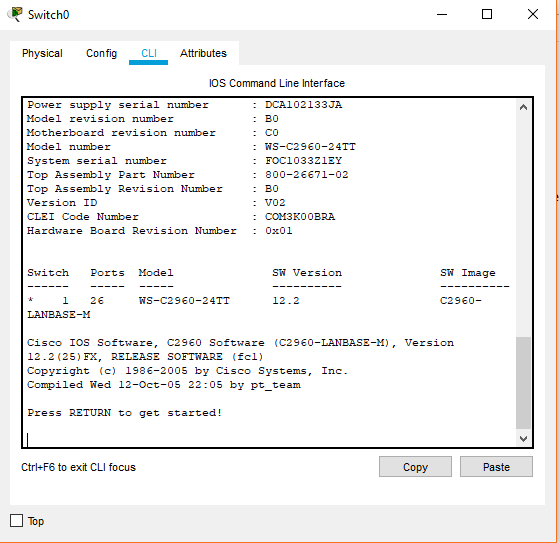 Switch0
Physical Config CLI Attributes
IOS Command Line Interface
Power supply serial number : DCA102133JA
Model revision number : B0
Motherboard revision number : C0
Model number : WS-C2960-24TT
System serial number : FOC1033Z1EY
Top Assembly Part Number : 800-26671-02
Top Assembly Revision Number : B0
Version ID : V02
CLEI Code Number : COM3K00BRA
Hardware Board Revision Number : 0x01
Switch Ports Model SW Version SW Image
------ ----- ----- ---------- ----------
* 1 26 WS-C2960-24TT 12.2 C2960-
LANBASE-M
Cisco IOS Software, C2960 Software (C2960-LANBASE-M), Version
12.2(25)FX, RELEASE SOFTWARE (fc1)
Copyright (c) 1986-2005 by Cisco Systems, Inc.
Compiled Wed 12-Oct-05 22:05 by pt_team
Press RETURN to get started!
Ctrl+F6 to exit CLI focus
Copy Paste
Top